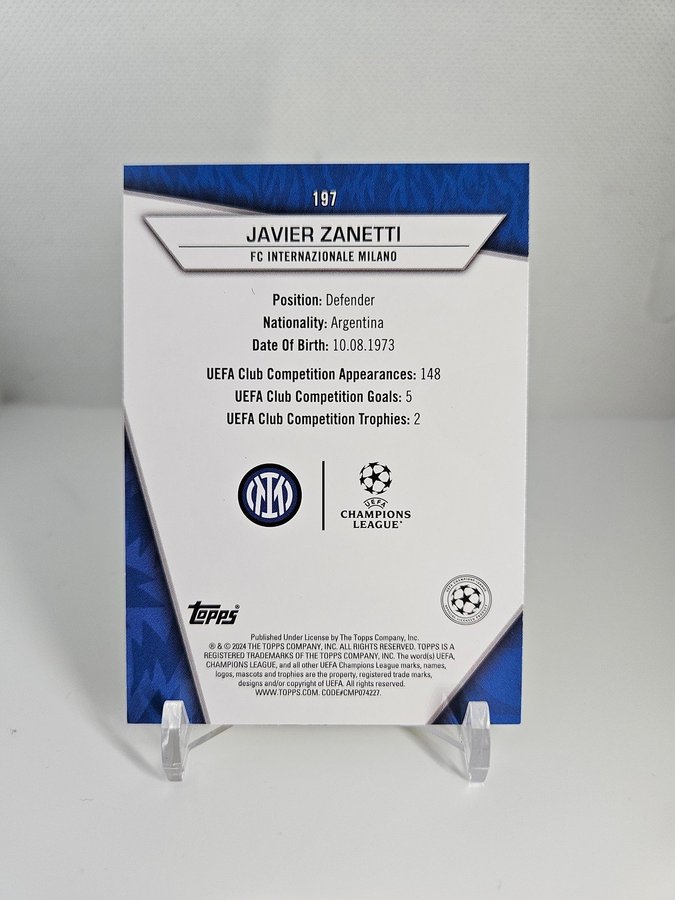 197
JAVIER ZANETTI
FC INTERNAZIONALE MILANO
Position: Defender
Nationality: Argentina
Date Of Birth: 10.08.1973
UEFA Club Competition Appearances: 148
UEFA Club Competition Goals: 5
UEFA Club Competition Trophies: 2
UEFA
CHAMPIONS
LEAGUE®
Topps®
Published Under License by The Topps Company, Inc.
® & © 2024 THE TOPPS COMPANY, INC. ALL RIGHTS RESERVED. TOPPS IS A
REGISTERED TRADEMARKS OF THE TOPPS COMPANY, INC. The word(s) UEFA,
CHAMPIONS LEAGUE, and all other UEFA Champions League marks, names,
logos, mascots and trophies are the property, registered trade marks,
designs and/or copyright of UEFA. All rights reserved.
WWW.TOPPS.COM. CODE#CMP074227.